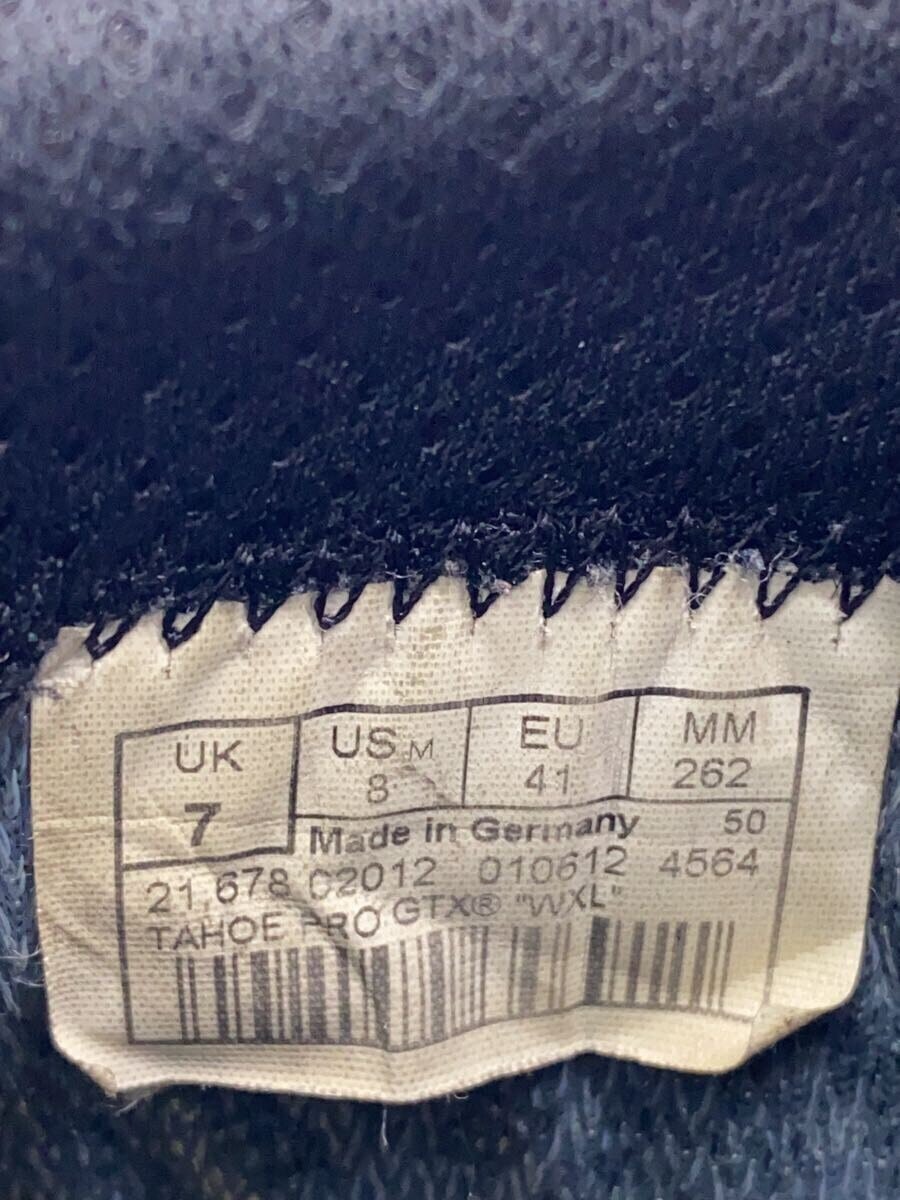 UK US M EU MM
7 8 41 262
Made in Germany 50
21,678 02012 010612 4564
TAHOE PRO GTX® "WXL"